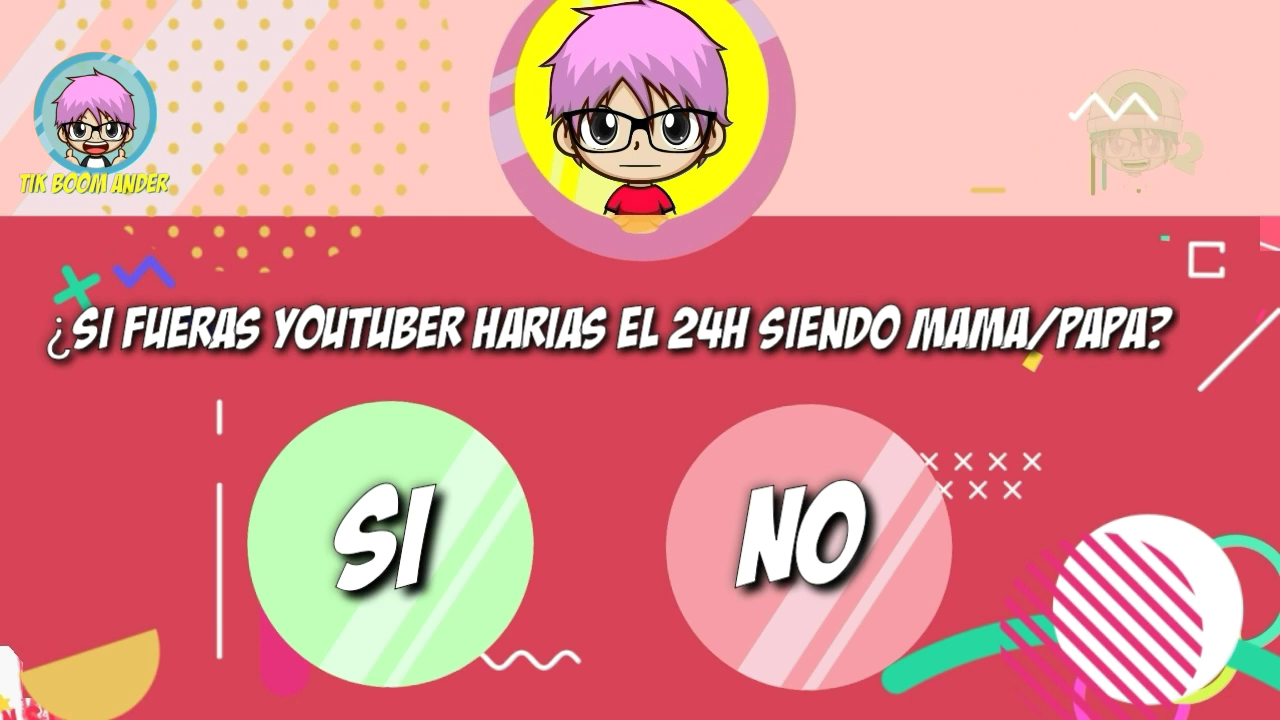 TIK BOOM ANDER
¿SI FUERAS YOUTUBER HARIAS EL 24H SIENDO MAMA/PAPA?
SI
NO